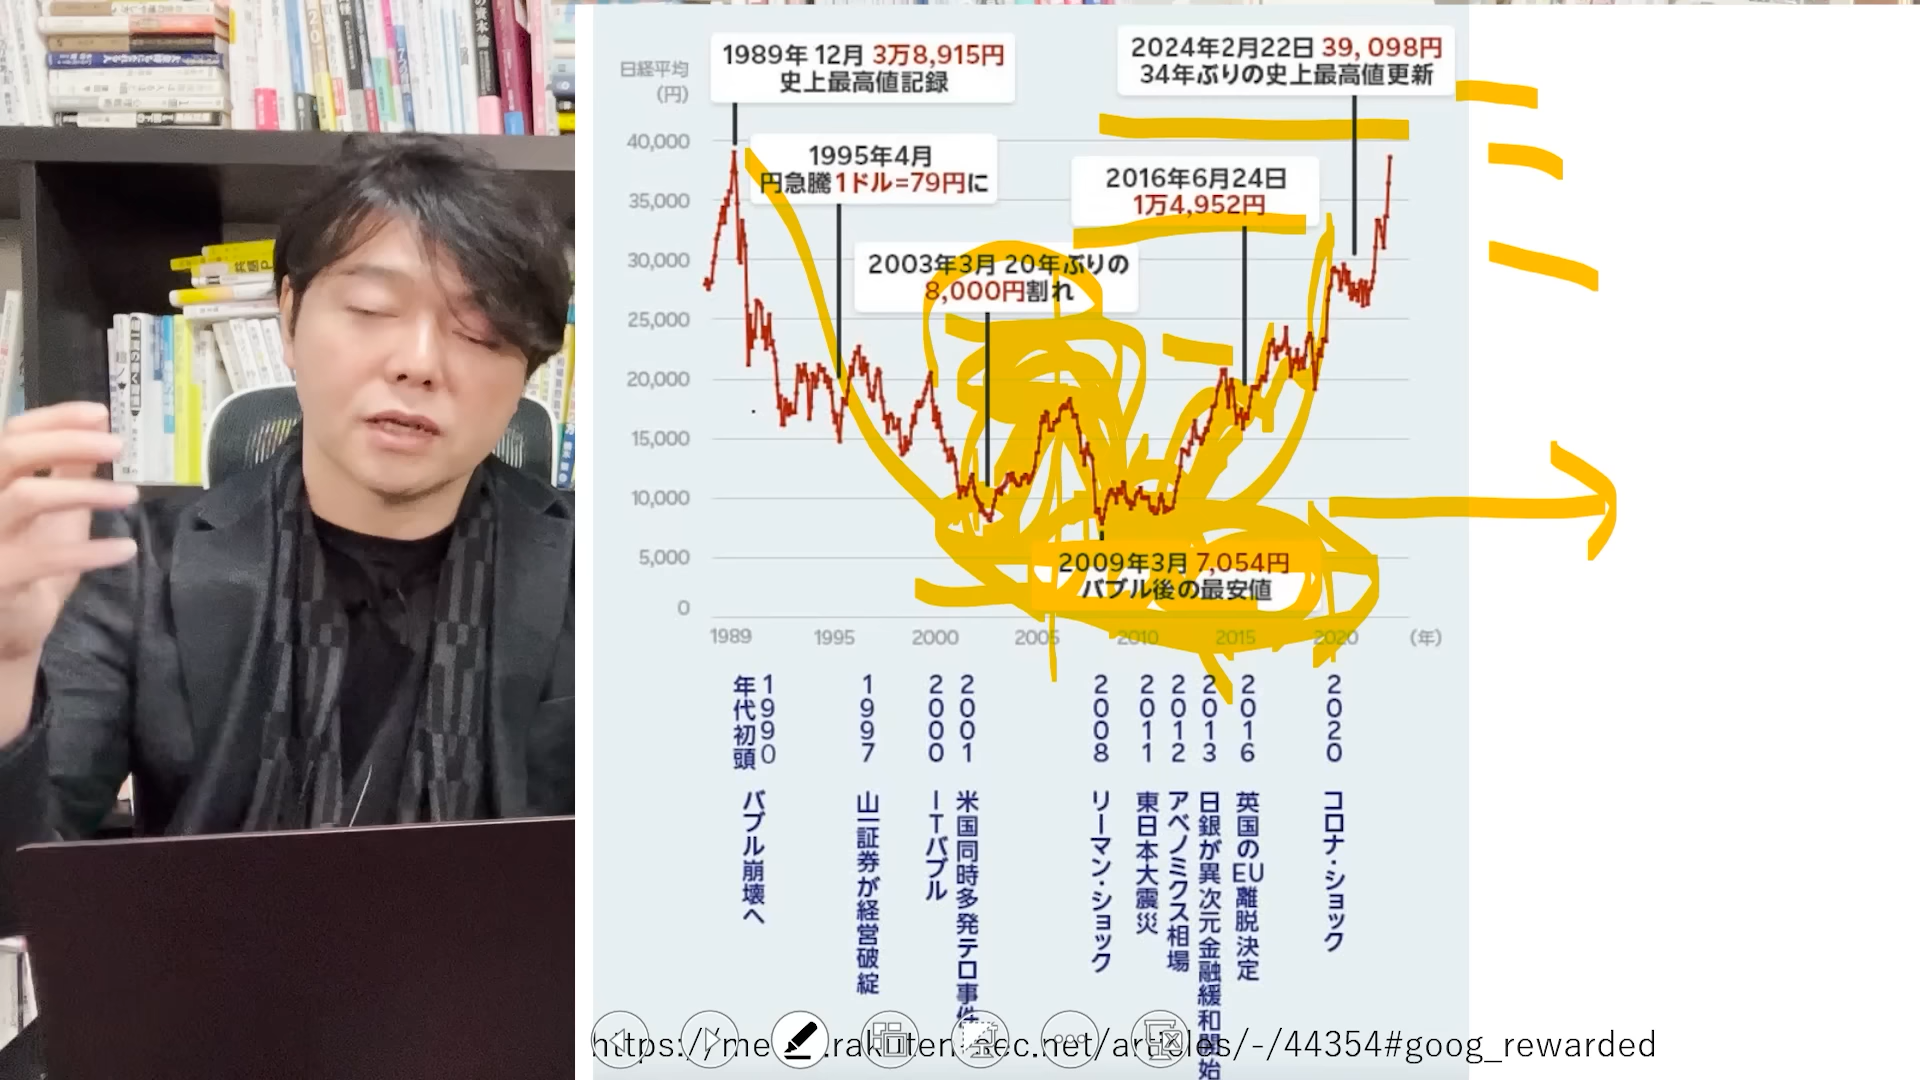 日経平均
(円)
1989年 12月 3万8,915円
史上最高値記録
2024年2月22日 39,098円
34年ぶりの史上最高値更新
1995年4月
円急騰1ドル=79円に
2016年6月24日
1万4,952円
2003年3月 20年ぶりの
8,000円割れ
2009年3月 7,054円
バブル後の最安値
40,000
35,000
30,000
25,000
20,000
15,000
10,000
5,000
0
1989 1995 2000 2005 2010 2015 2020 (年)
1990年代初頭 バブル崩壊へ
1997 山一証券が経営破綻
2000 ITバブル
2001 米国同時多発テロ事件
2008 リーマン・ショック
2011 東日本大震災
2012 アベノミクス相場
2013 日銀が異次元金融緩和開始
2016 英国のEU離脱決定
2020 コロナ・ショック